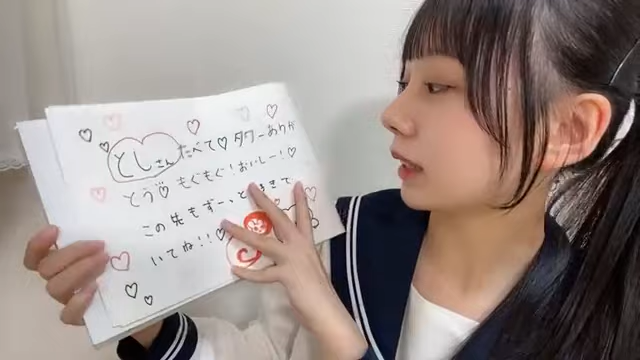 としさん たべて♡タワーありが
とう♡もぐもぐ!おいしー!♡
この先もずーっと きて
いてね!!♡